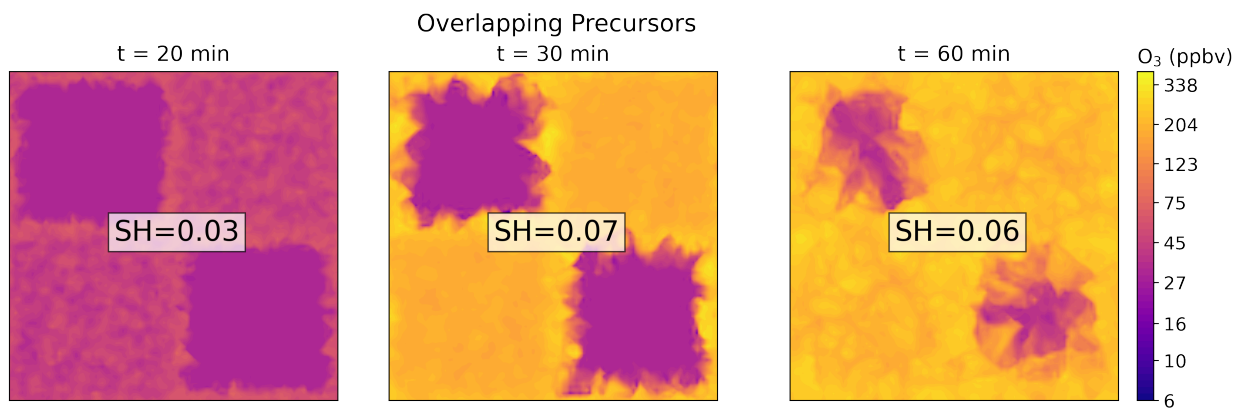 Overlapping Precursors
t = 20 min
t = 30 min
t = 60 min
O₃ (ppbv)
SH=0.03
SH=0.07
SH=0.06
338
204
123
75
45
27
16
10
6